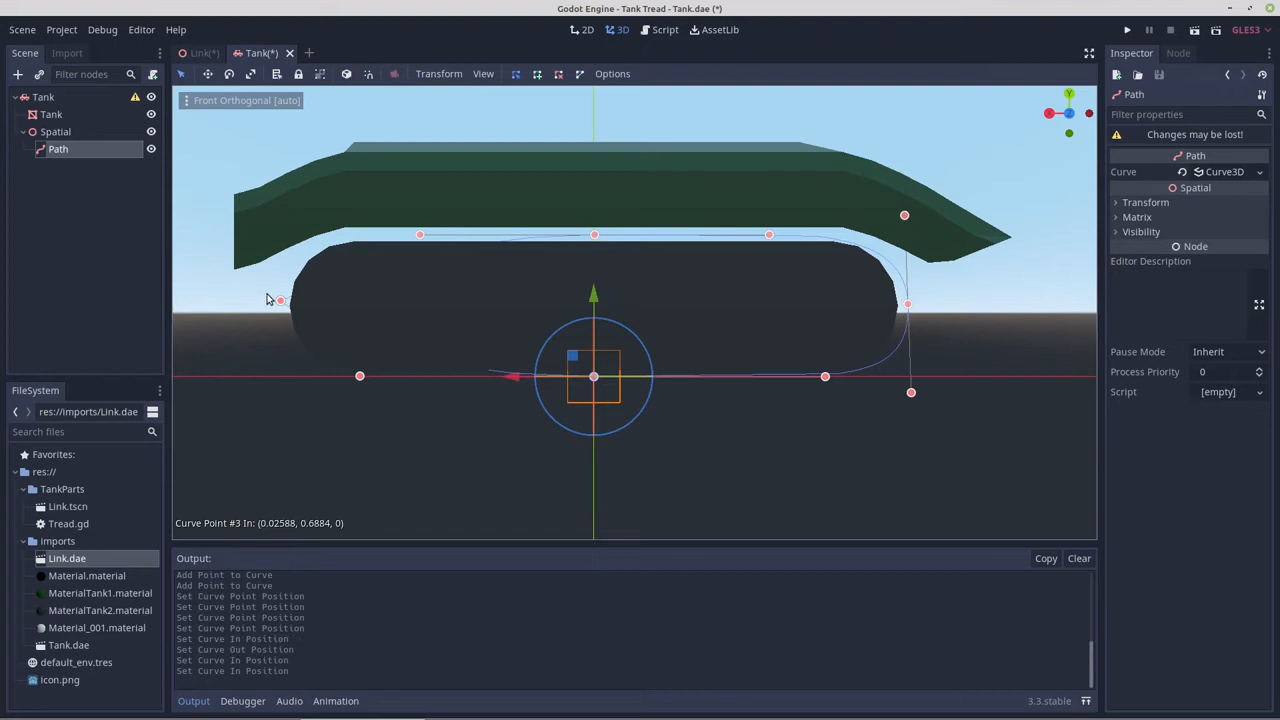 Godot Engine - Tank Tread - Tank.dae (*)
Scene Project Debug Editor Help
2D 3D Script AssetLib
GLES3
Scene Import
Link(*) Tank(*)
Inspector Node
Filter nodes
Transform View Options
Tank
Tank
Spatial
Path
Front Orthogonal [auto]
Y
X
Z
Path
Filter properties
Changes may be lost!
Path
Curve Curve3D
Spatial
Transform
Matrix
Visibility
Node
Editor Description
Pause Mode Inherit
Process Priority 0
Script [empty]
FileSystem
res://Imports/Link.dae
Search files
Favorites:
res://
TankParts
Link.tscn
Tread.gd
Imports
Link.dae
Material.material
MaterialTank1.material
MaterialTank2.material
Material_001.material
Tank.dae
default_env.tres
icon.png
Curve Point #3 In: (0.02588, 0.6884, 0)
Output: Copy Clear
Add Point to Curve
Add Point to Curve
Set Curve Point Position
Set Curve Point Position
Set Curve Point Position
Set Curve Point Position
Set Curve In Position
Set Curve Out Position
Set Curve In Position
Set Curve In Position
Output Debugger Audio Animation 3.3.stable